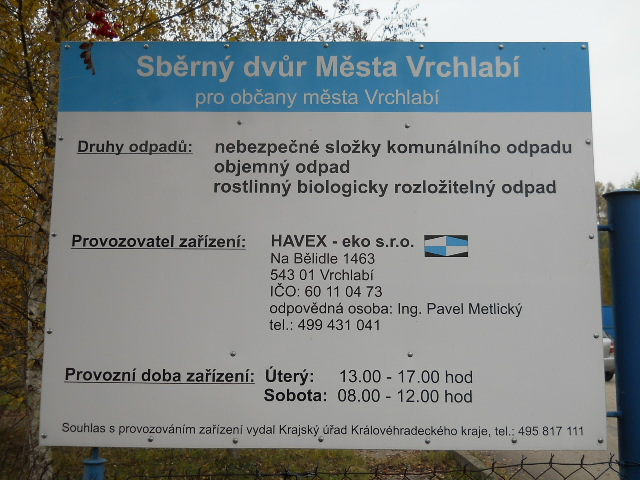 Sběrný dvůr Města Vrchlabí
pro občany města Vrchlabí
Druhy odpadů: nebezpečné složky komunálního odpadu
objemný odpad
rostlinný biologicky rozložitelný odpad
Provozovatel zařízení: HAVEX - eko s.r.o.
Na Bělidle 1463
543 01 Vrchlabí
IČO: 60 11 04 73
odpovědná osoba: Ing. Pavel Metlický
tel.: 499 431 041
Provozní doba zařízení: Úterý: 13.00 - 17.00 hod
Sobota: 08.00 - 12.00 hod
Souhlas s provozováním zařízení vydal Krajský úřad Královéhradeckého kraje, tel.: 495 817 111